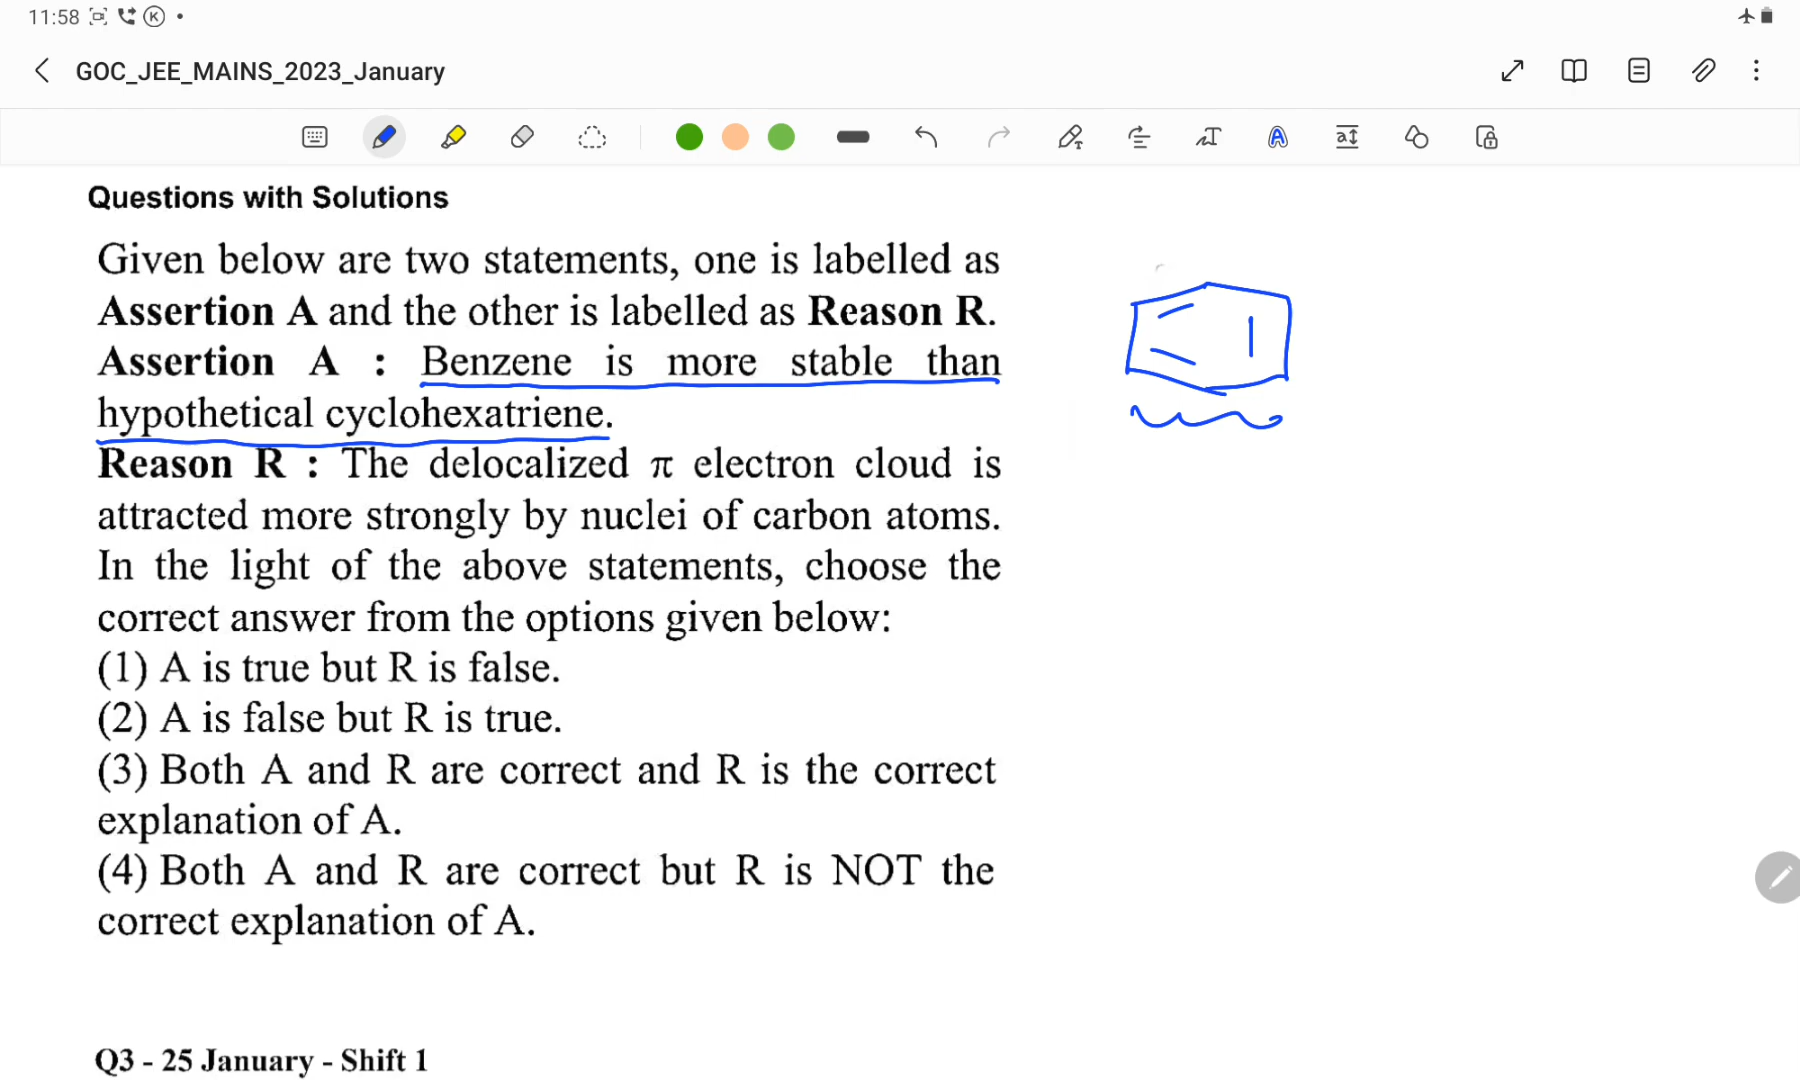 11:58
GOC_JEE_MAINS_2023_January
Questions with Solutions
Given below are two statements, one is labelled as
Assertion A and the other is labelled as Reason R.
Assertion A : Benzene is more stable than
hypothetical cyclohexatriene.
Reason R : The delocalized π electron cloud is
attracted more strongly by nuclei of carbon atoms.
In the light of the above statements, choose the
correct answer from the options given below:
(1) A is true but R is false.
(2) A is false but R is true.
(3) Both A and R are correct and R is the correct
explanation of A.
(4) Both A and R are correct but R is NOT the
correct explanation of A.
Q3 - 25 January - Shift 1